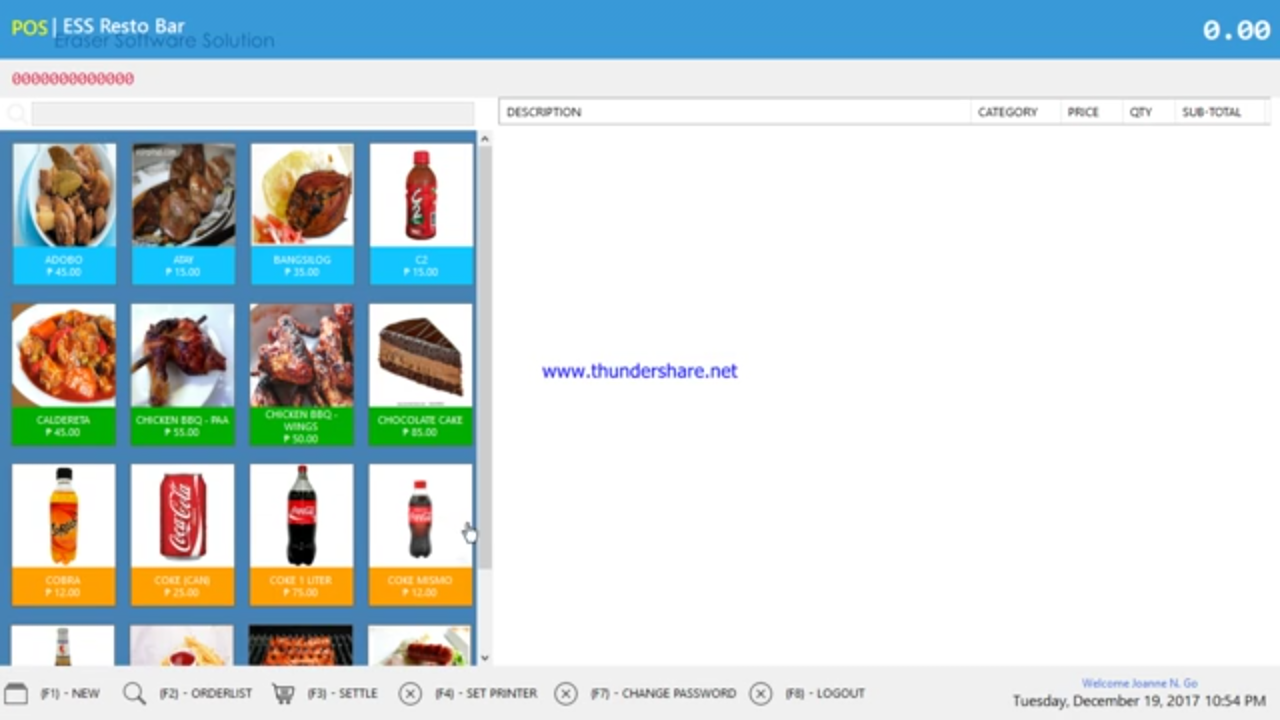 POS | ESS Resto Bar
Eraser Software Solution
0.00
0000000000000
DESCRIPTION CATEGORY PRICE QTY SUB-TOTAL
ADOBO
₱ 45.00
ATAY
₱ 15.00
BANGSILOG
₱ 35.00
C2
₱ 15.00
CALDERETA
₱ 45.00
CHICKEN BBQ - PAA
₱ 55.00
CHICKEN BBQ -
WINGS
₱ 50.00
CHOCOLATE CAKE
₱ 85.00
www.thundershare.net
Coca-Cola
COBRA
₱ 12.00
COKE (CAN)
₱ 25.00
COKE 1 LITER
₱ 75.00
COKE MISMO
₱ 12.00
(F1) - NEW (F2) - ORDERLIST (F3) - SETTLE (F4) - SET PRINTER (F7) - CHANGE PASSWORD (F8) - LOGOUT
Welcome Joanne N. Go
Tuesday, December 19, 2017 10:54 PM